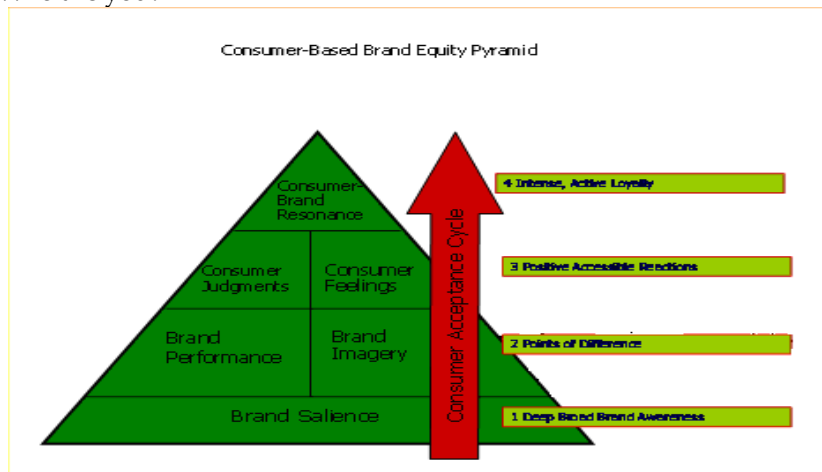 Consumer-Based Brand Equity Pyramid
Consumer-
Brand
Resonance
4 Intense, Active Loyalty
Consumer
Judgments
Consumer
Feelings
3 Positive Accessible Reactions
Brand
Performance
Brand
Imagery
2 Points of Difference
Brand Salience
1 Deep Broad Brand Awareness
Consumer Acceptance Cycle